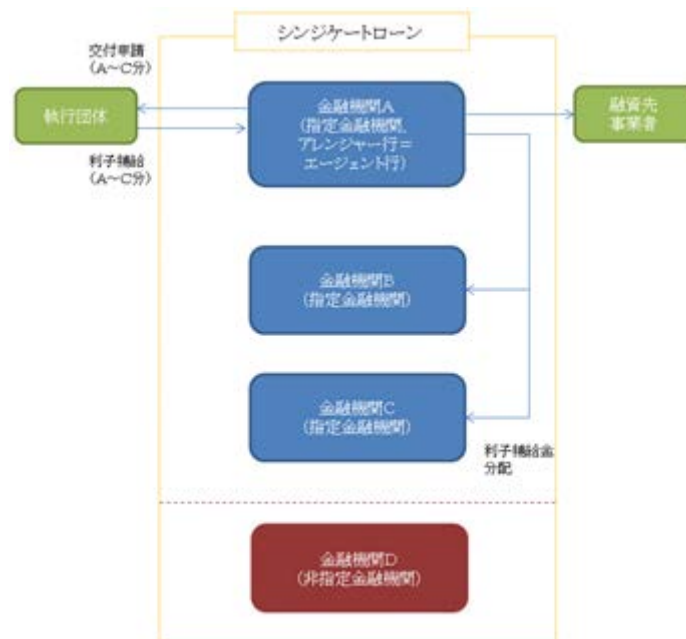 シンジケートローン
交付申請
(A～C分)
執行団体
利子補給
(A～C分)
金融機関A
(指定金融機関、
アレンジャー行＝
エージェント行)
融資先
事業者
金融機関B
(指定金融機関)
金融機関C
(指定金融機関)
利子補給金
分配
金融機関D
(非指定金融機関)